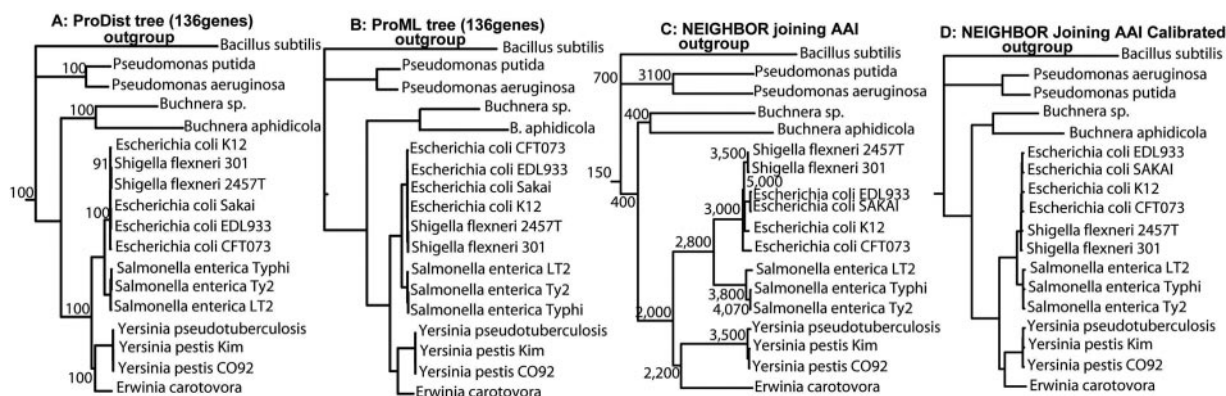 A: ProDist tree (136genes)
outgroup
Bacillus subtilis
100
Pseudomonas putida
Pseudomonas aeruginosa
100
Buchnera sp.
Buchnera aphidicola
Escherichia coli K12
91
Shigella flexneri 301
Shigella flexneri 2457T
100
Escherichia coli Sakai
100
Escherichia coli EDL933
Escherichia coli CFT073
Salmonella enterica Typhi
Salmonella enterica Ty2
Salmonella enterica LT2
100
Yersinia pseudotuberculosis
Yersinia pestis Kim
Yersinia pestis CO92
100
Erwinia carotovora
B: ProML tree (136genes)
outgroup
Bacillus subtilis
Pseudomonas putida
Pseudomonas aeruginosa
Buchnera sp.
B. aphidicola
Escherichia coli CFT073
Escherichia coli EDL933
Escherichia coli Sakai
Escherichia coli K12
Shigella flexneri 2457T
Shigella flexneri 301
Salmonella enterica LT2
Salmonella enterica Ty2
Salmonella enterica Typhi
Yersinia pseudotuberculosis
Yersinia pestis Kim
Yersinia pestis CO92
Erwinia carotovora
C: NEIGHBOR joining AAI
outgroup
Bacillus subtilis
700
3100
Pseudomonas putida
Pseudomonas aeruginosa
400
Buchnera sp.
Buchnera aphidicola
3,500
Shigella flexneri 2457T
Shigella flexneri 301
150
5,000
400
Escherichia coli EDL933
3,000
Escherichia coli SAKAI
Escherichia coli K12
2,800
Escherichia coli CFT073
Salmonella enterica LT2
3,800
Salmonella enterica Typhi
4,070
Salmonella enterica Ty2
2,000
3,500
Yersinia pseudotuberculosis
Yersinia pestis Kim
2,200
Yersinia pestis CO92
Erwinia carotovora
D: NEIGHBOR Joining AAI Calibrated
outgroup
Bacillus subtilis
Pseudomonas aeruginosa
Pseudomonas putida
Buchnera sp.
Buchnera aphidicola
Escherichia coli EDL933
Escherichia coli SAKAI
Escherichia coli K12
Escherichia coli CFT073
Shigella flexneri 2457T
Shigella flexneri 301
Salmonella enterica LT2
Salmonella enterica Typhi
Salmonella enterica Ty2
Yersinia pseudotuberculosis
Yersinia pestis Kim
Yersinia pestis CO92
Erwinia carotovora